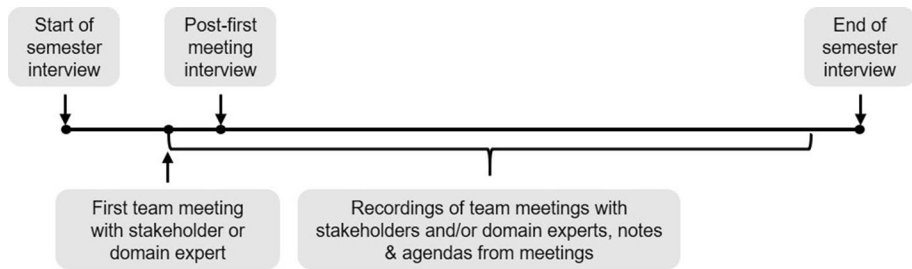 Start of
semester
interview
Post-first
meeting
interview
End of
semester
interview
First team meeting
with stakeholder or
domain expert
Recordings of team meetings with
stakeholders and/or domain experts, notes
& agendas from meetings